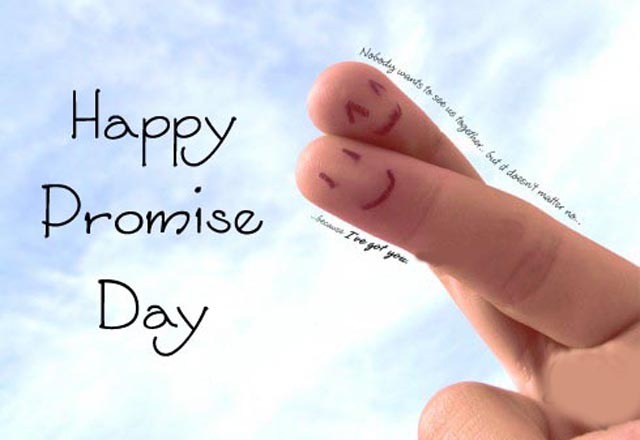 Happy
Promise
Day
Nobody wants to see us together... but it doesn't matter no...
...because I've got you.